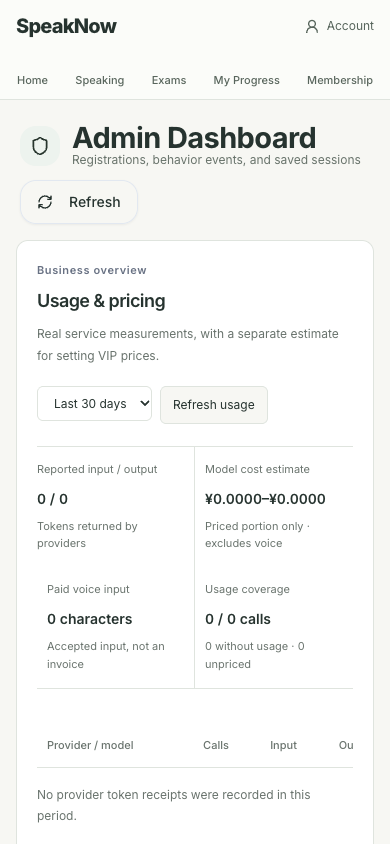 SpeakNow
Account
Home Speaking Exams My Progress Membership
Admin Dashboard
Registrations, behavior events, and saved sessions
Refresh
Business overview
Usage & pricing
Real service measurements, with a separate estimate
for setting VIP prices.
Last 30 days
Refresh usage
Reported input / output
0 / 0
Tokens returned by
providers
Model cost estimate
¥0.0000–¥0.0000
Priced portion only ·
excludes voice
Paid voice input
0 characters
Accepted input, not an
invoice
Usage coverage
0 / 0 calls
0 without usage · 0
unpriced
Provider / model Calls Input Ou
No provider token receipts were recorded in this
period.